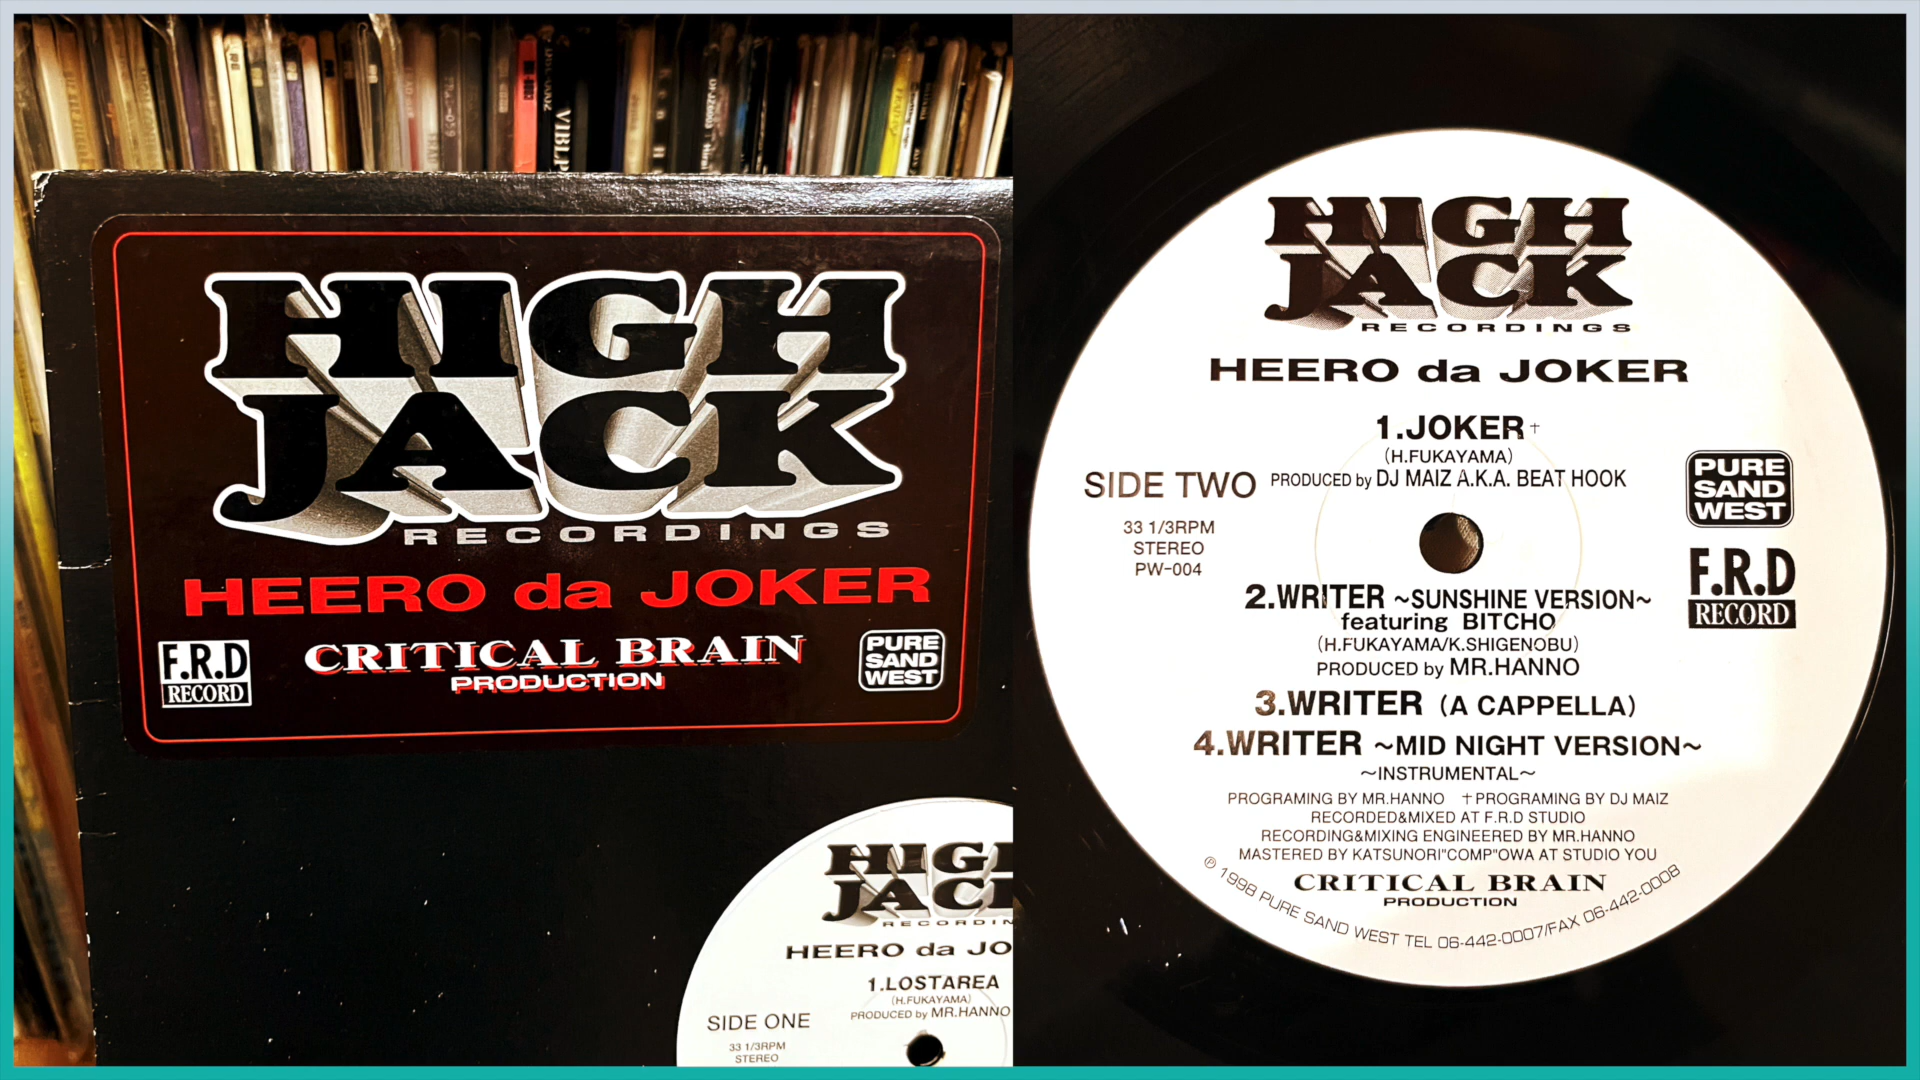 VIBLP
HIGH
JACK
RECORDINGS
HEERO da JOKER
F.R.D
RECORD
CRITICAL BRAIN
PRODUCTION
PURE
SAND
WEST
HIGH
JACK
HEERO da JO
1.LOSTAREA
(H.FUKAYAMA)
PRODUCED by MR.HANNO
SIDE ONE
33 1/3RPM
STEREO
HIGH
JACK
RECORDINGS
HEERO da JOKER
1.JOKER†
(H.FUKAYAMA)
PRODUCED by DJ MAIZ A.K.A. BEAT HOOK
SIDE TWO
33 1/3RPM
STEREO
PW-004
PURE
SAND
WEST
F.R.D
RECORD
2.WRITER ~SUNSHINE VERSION~
featuring BITCHO
(H.FUKAYAMA/K.SHIGENOBU)
PRODUCED by MR.HANNO
3.WRITER (A CAPPELLA)
4.WRITER ~MID NIGHT VERSION~
~INSTRUMENTAL~
PROGRAMING BY MR.HANNO †PROGRAMING BY DJ MAIZ
RECORDED&MIXED AT F.R.D STUDIO
RECORDING&MIXING ENGINEERED BY MR.HANNO
MASTERED BY KATSUNORI"COMP"OWA AT STUDIO YOU
CRITICAL BRAIN
PRODUCTION
℗ 1998 PURE SAND WEST TEL 06-442-0007/FAX 06-442-0008